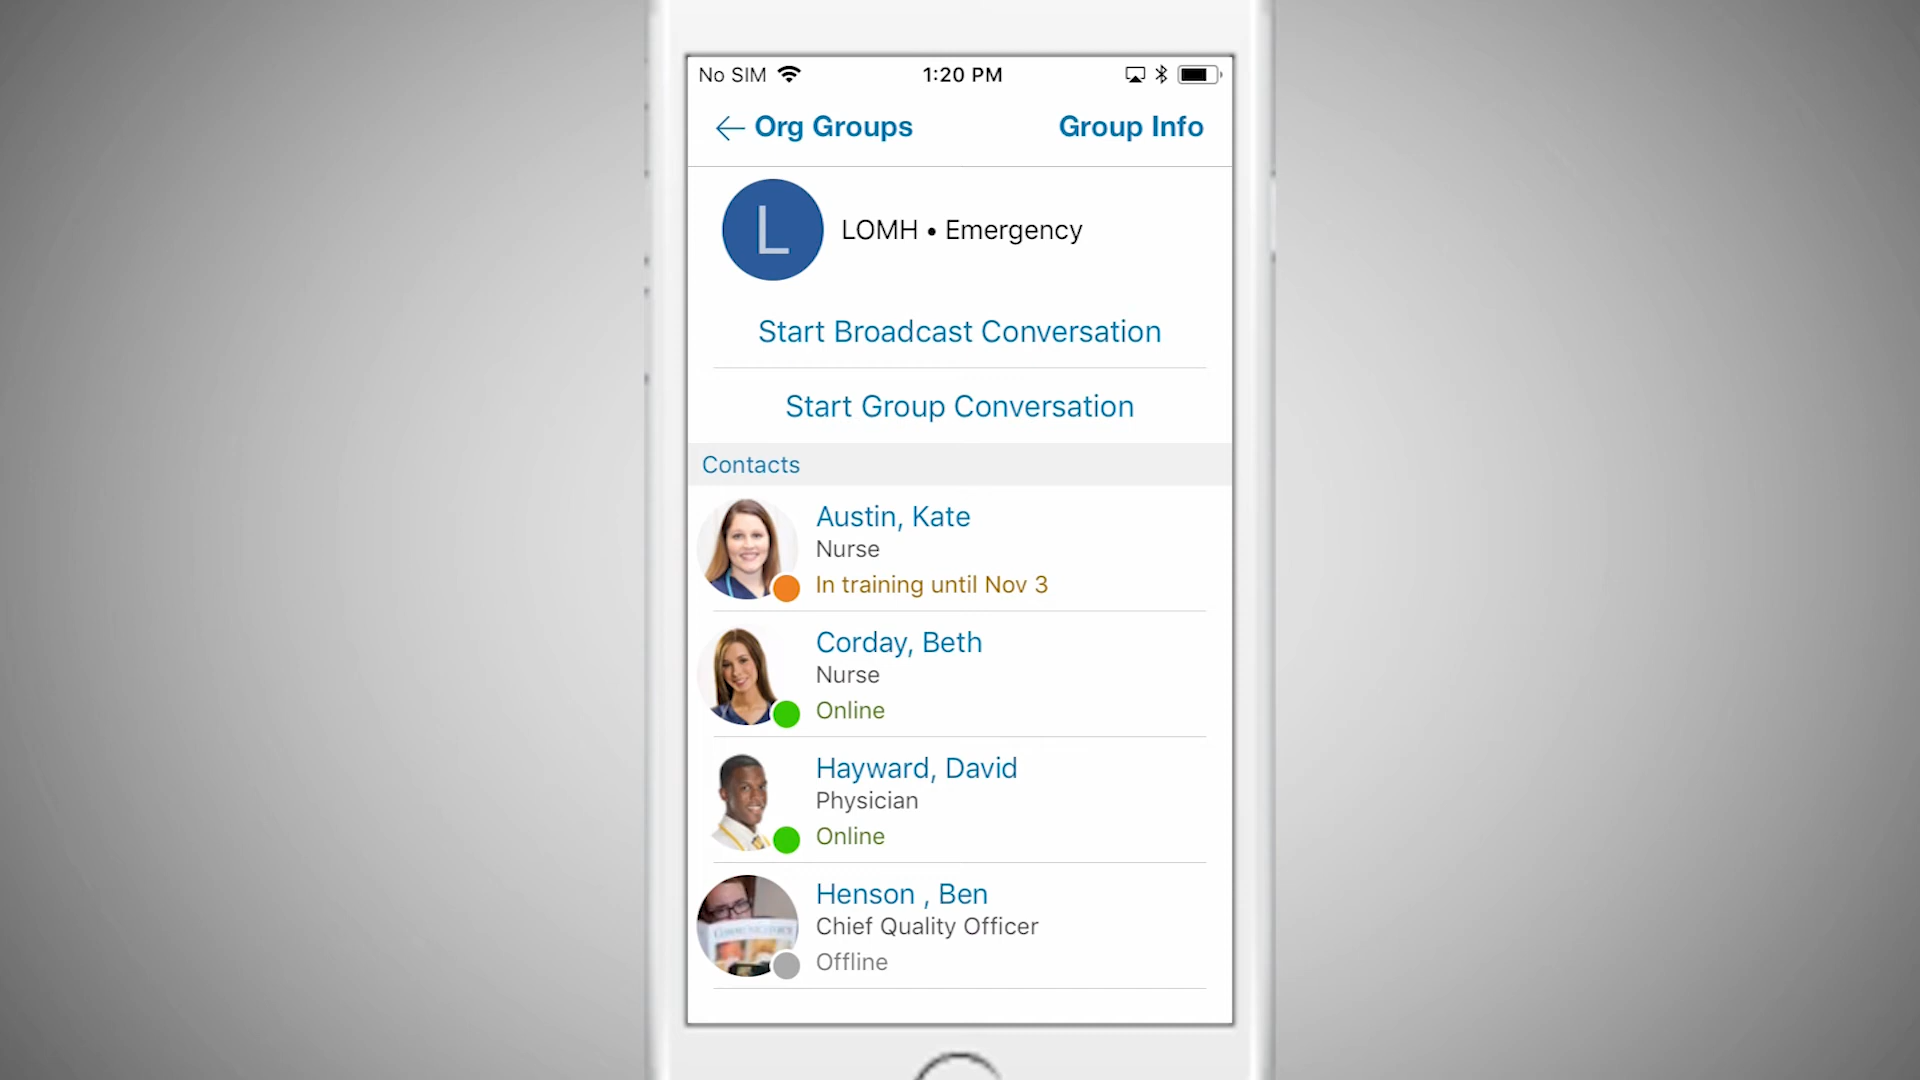 No SIM 1:20 PM
Org Groups Group Info
L
LOMH • Emergency
Start Broadcast Conversation
Start Group Conversation
Contacts
Austin, Kate
Nurse
In training until Nov 3
Corday, Beth
Nurse
Online
Hayward, David
Physician
Online
Henson , Ben
Chief Quality Officer
Offline